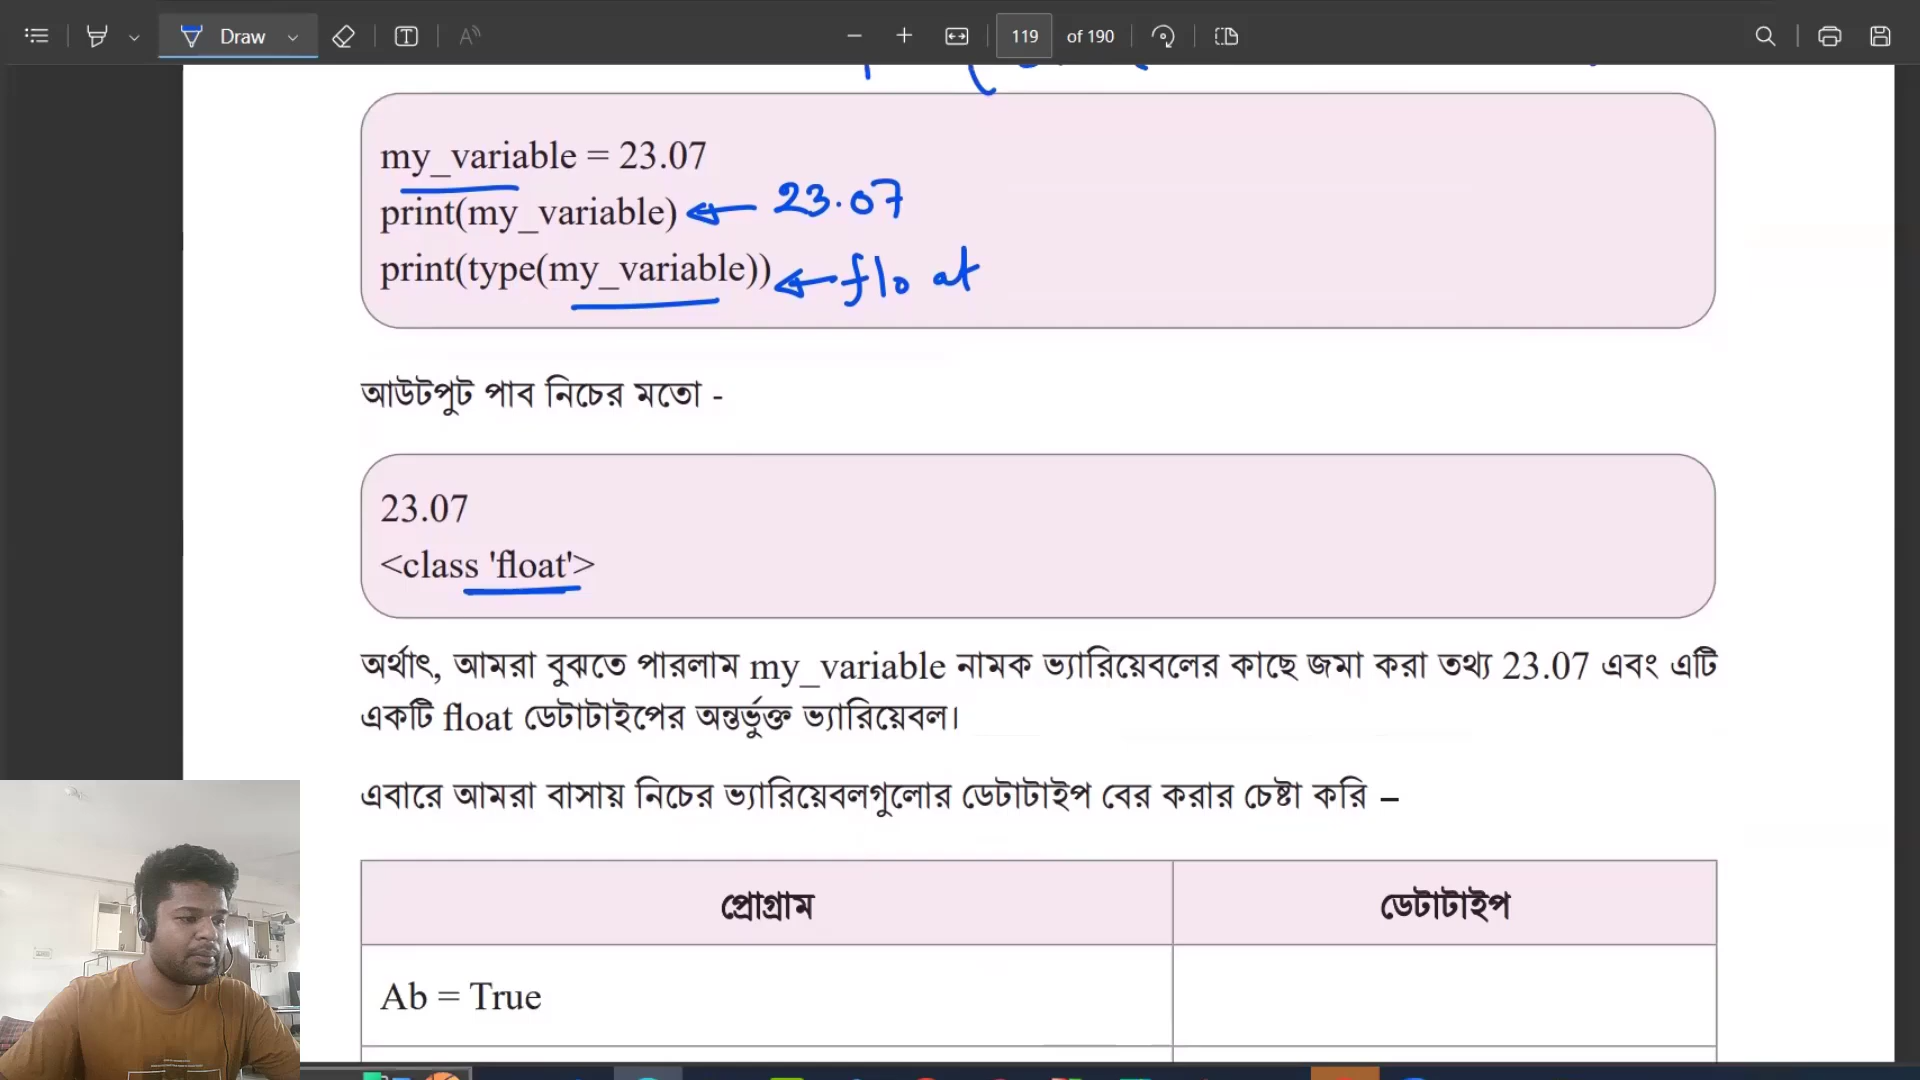 Draw
119 of 190
my_variable = 23.07
print(my_variable) 23.07
print(type(my_variable)) float
আউটপুট পাব নিচের মতো -
23.07
<class 'float'>
অর্থাৎ, আমরা বুঝতে পারলাম my_variable নামক ভ্যারিয়েবলের কাছে জমা করা তথ্য 23.07 এবং এটি
একটি float ডেটাটাইপের অন্তর্ভুক্ত ভ্যারিয়েবল।
এবারে আমরা বাসায় নিচের ভ্যারিয়েবলগুলোর ডেটাটাইপ বের করার চেষ্টা করি –
প্রোগ্রাম ডেটাটাইপ
Ab = True